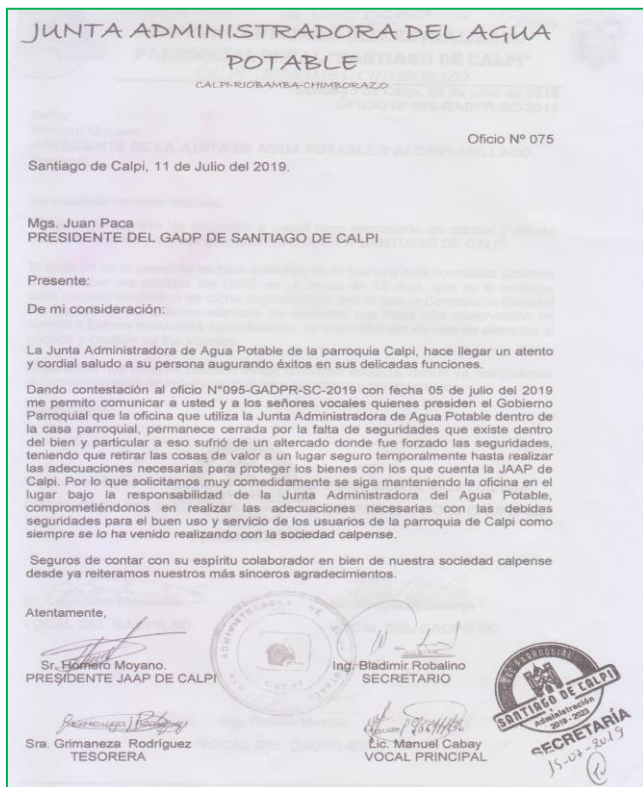 JUNTA ADMINISTRADORA DEL AGUA
POTABLE
CALPI-RIOBAMBA-CHIMBORAZO
Oficio Nº 075
Santiago de Calpi, 11 de Julio del 2019.
Mgs. Juan Paca
PRESIDENTE DEL GADP DE SANTIAGO DE CALPI
Presente:
De mi consideración:
La Junta Administradora de Agua Potable de la parroquia Calpi, hace llegar un atento
y cordial saludo a su persona augurando éxitos en sus delicadas funciones.
Dando contestación al oficio N°095-GADPR-SC-2019 con fecha 05 de julio del 2019
me permito comunicar a usted y a los señores vocales quienes presiden el Gobierno
Parroquial que la oficina que utiliza la Junta Administradora de Agua Potable dentro de
la casa parroquial, permanece cerrada por la falta de seguridades que existe dentro
del bien y particular a eso sufrió de un altercado donde fue forzado las seguridades,
teniendo que retirar las cosas de valor a un lugar seguro temporalmente hasta realizar
las adecuaciones necesarias para proteger los bienes con los que cuenta la JAAP de
Calpi. Por lo que solicitamos muy comedidamente se siga manteniendo la oficina en el
lugar bajo la responsabilidad de la Junta Administradora del Agua Potable,
comprometiéndonos en realizar las adecuaciones necesarias con las debidas
seguridades para el buen uso y servicio de los usuarios de la parroquia de Calpi como
siempre se lo ha venido realizando con la sociedad calpense.
Seguros de contar con su espíritu colaborador en bien de nuestra sociedad calpense
desde ya reiteramos nuestros más sinceros agradecimientos.
Atentamente,
Sr. Homero Moyano.
PRESIDENTE JAAP DE CALPI
Ing. Bladimir Robalino
SECRETARIO
Sra. Grimaneza Rodríguez
TESORERA
Lic. Manuel Cabay
VOCAL PRINCIPAL
SANTIAGO DE CALPI
Administración
2019 - 2023
SECRETARÍA
15-07-2019